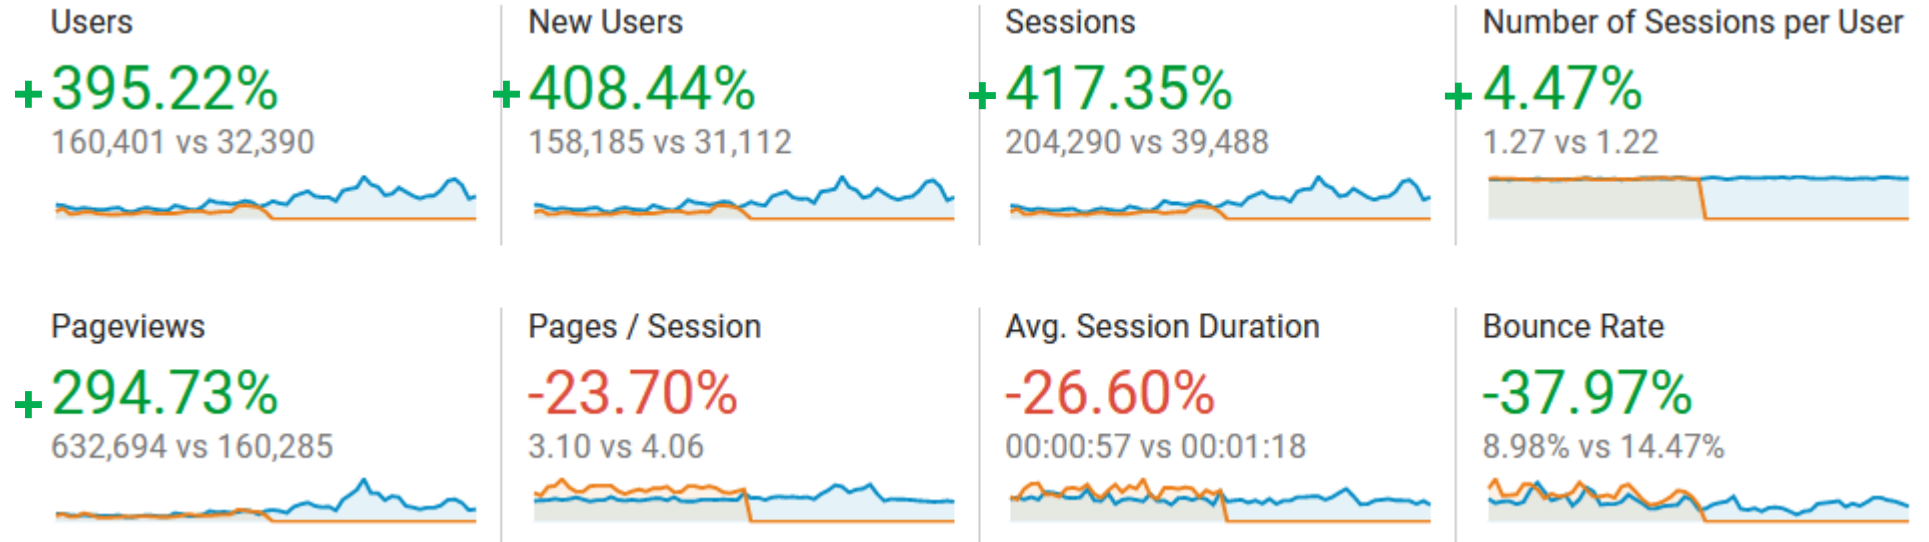 Users
+395.22%
160,401 vs 32,390
New Users
+408.44%
158,185 vs 31,112
Sessions
+417.35%
204,290 vs 39,488
Number of Sessions per User
+4.47%
1.27 vs 1.22
Pageviews
+294.73%
632,694 vs 160,285
Pages / Session
-23.70%
3.10 vs 4.06
Avg. Session Duration
-26.60%
00:00:57 vs 00:01:18
Bounce Rate
-37.97%
8.98% vs 14.47%